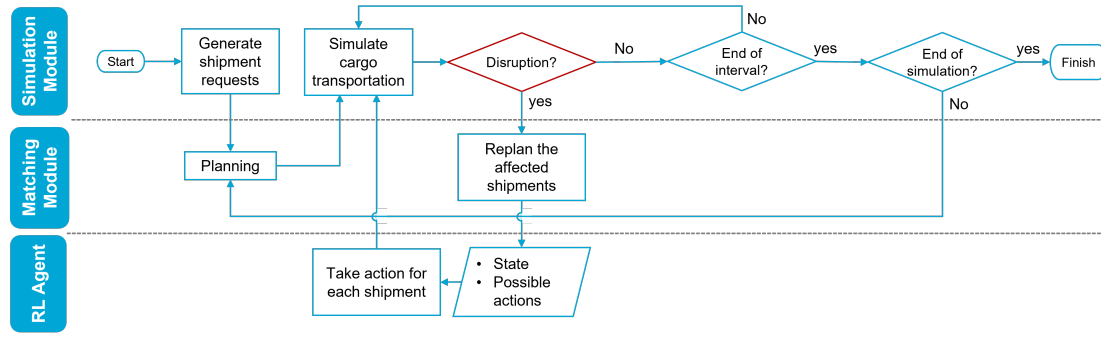 Simulation
Module
Start
Generate
shipment
requests
Simulate
cargo
transportation
Disruption?
No
yes
No
End of
interval?
yes
End of
simulation?
yes
No
Finish
Matching
Module
Planning
Replan the
affected
shipments
RL Agent
Take action for
each shipment
• State
• Possible
actions